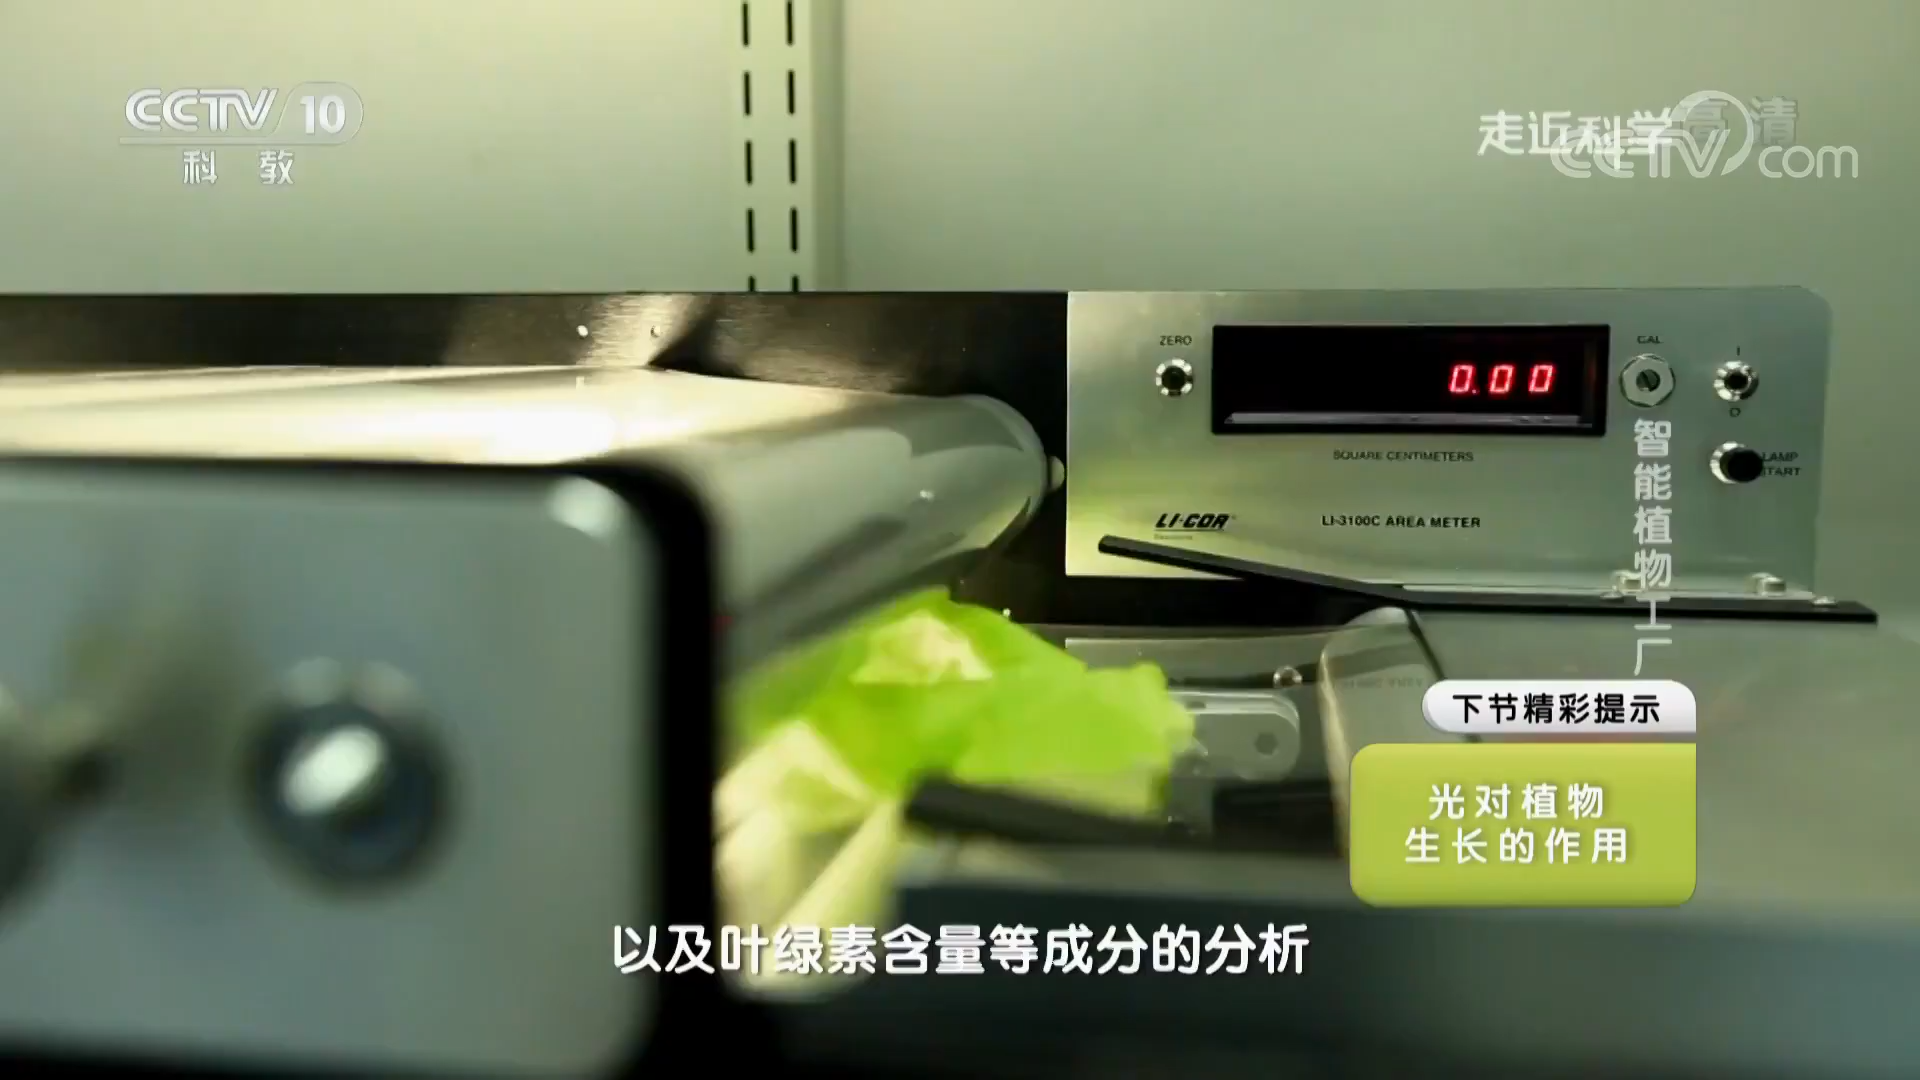 CCTV 10
科 教
走近科学
高清
CCTV.com
ZERO
0.00
CAL
I
O
SQUARE CENTIMETERS
LAMP
START
LI-COR
LI-3100C AREA METER
智能植物工厂
下节精彩提示
光对植物
生长的作用
以及叶绿素含量等成分的分析